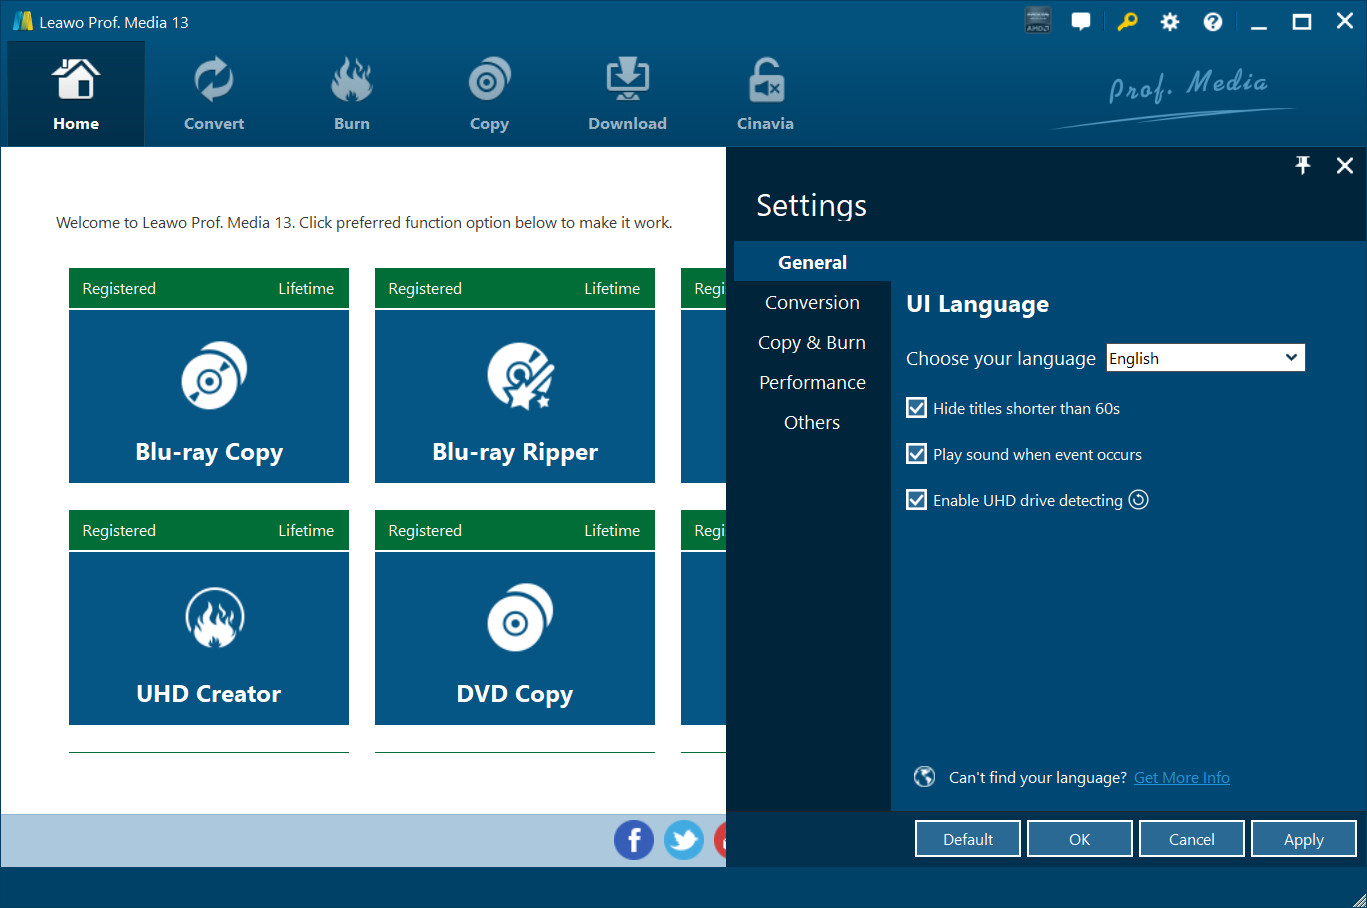 Leawo Prof. Media 13
AMD
Home
Convert
Burn
Copy
Download
Cinavia
Prof. Media
Welcome to Leawo Prof. Media 13. Click preferred function option below to make it work.
Registered Lifetime
Registered Lifetime
Regi
Blu-ray Copy
Blu-ray Ripper
Registered Lifetime
Registered Lifetime
Regi
UHD Creator
DVD Copy
Settings
General
Conversion
Copy & Burn
Performance
Others
UI Language
Choose your language English
Hide titles shorter than 60s
Play sound when event occurs
Enable UHD drive detecting
Can't find your language? Get More Info
Default
OK
Cancel
Apply